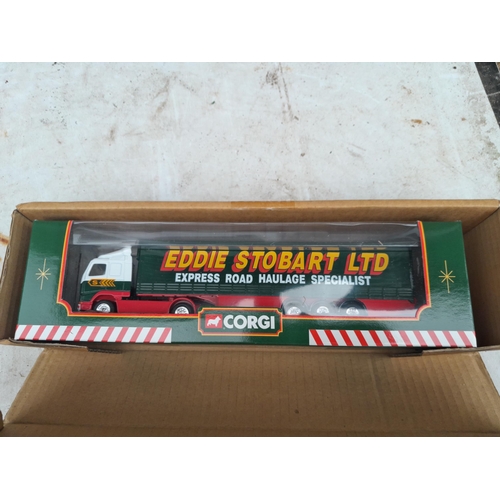 EDDIE STOBART LTD
EXPRESS ROAD HAULAGE SPECIALIST
CORGI